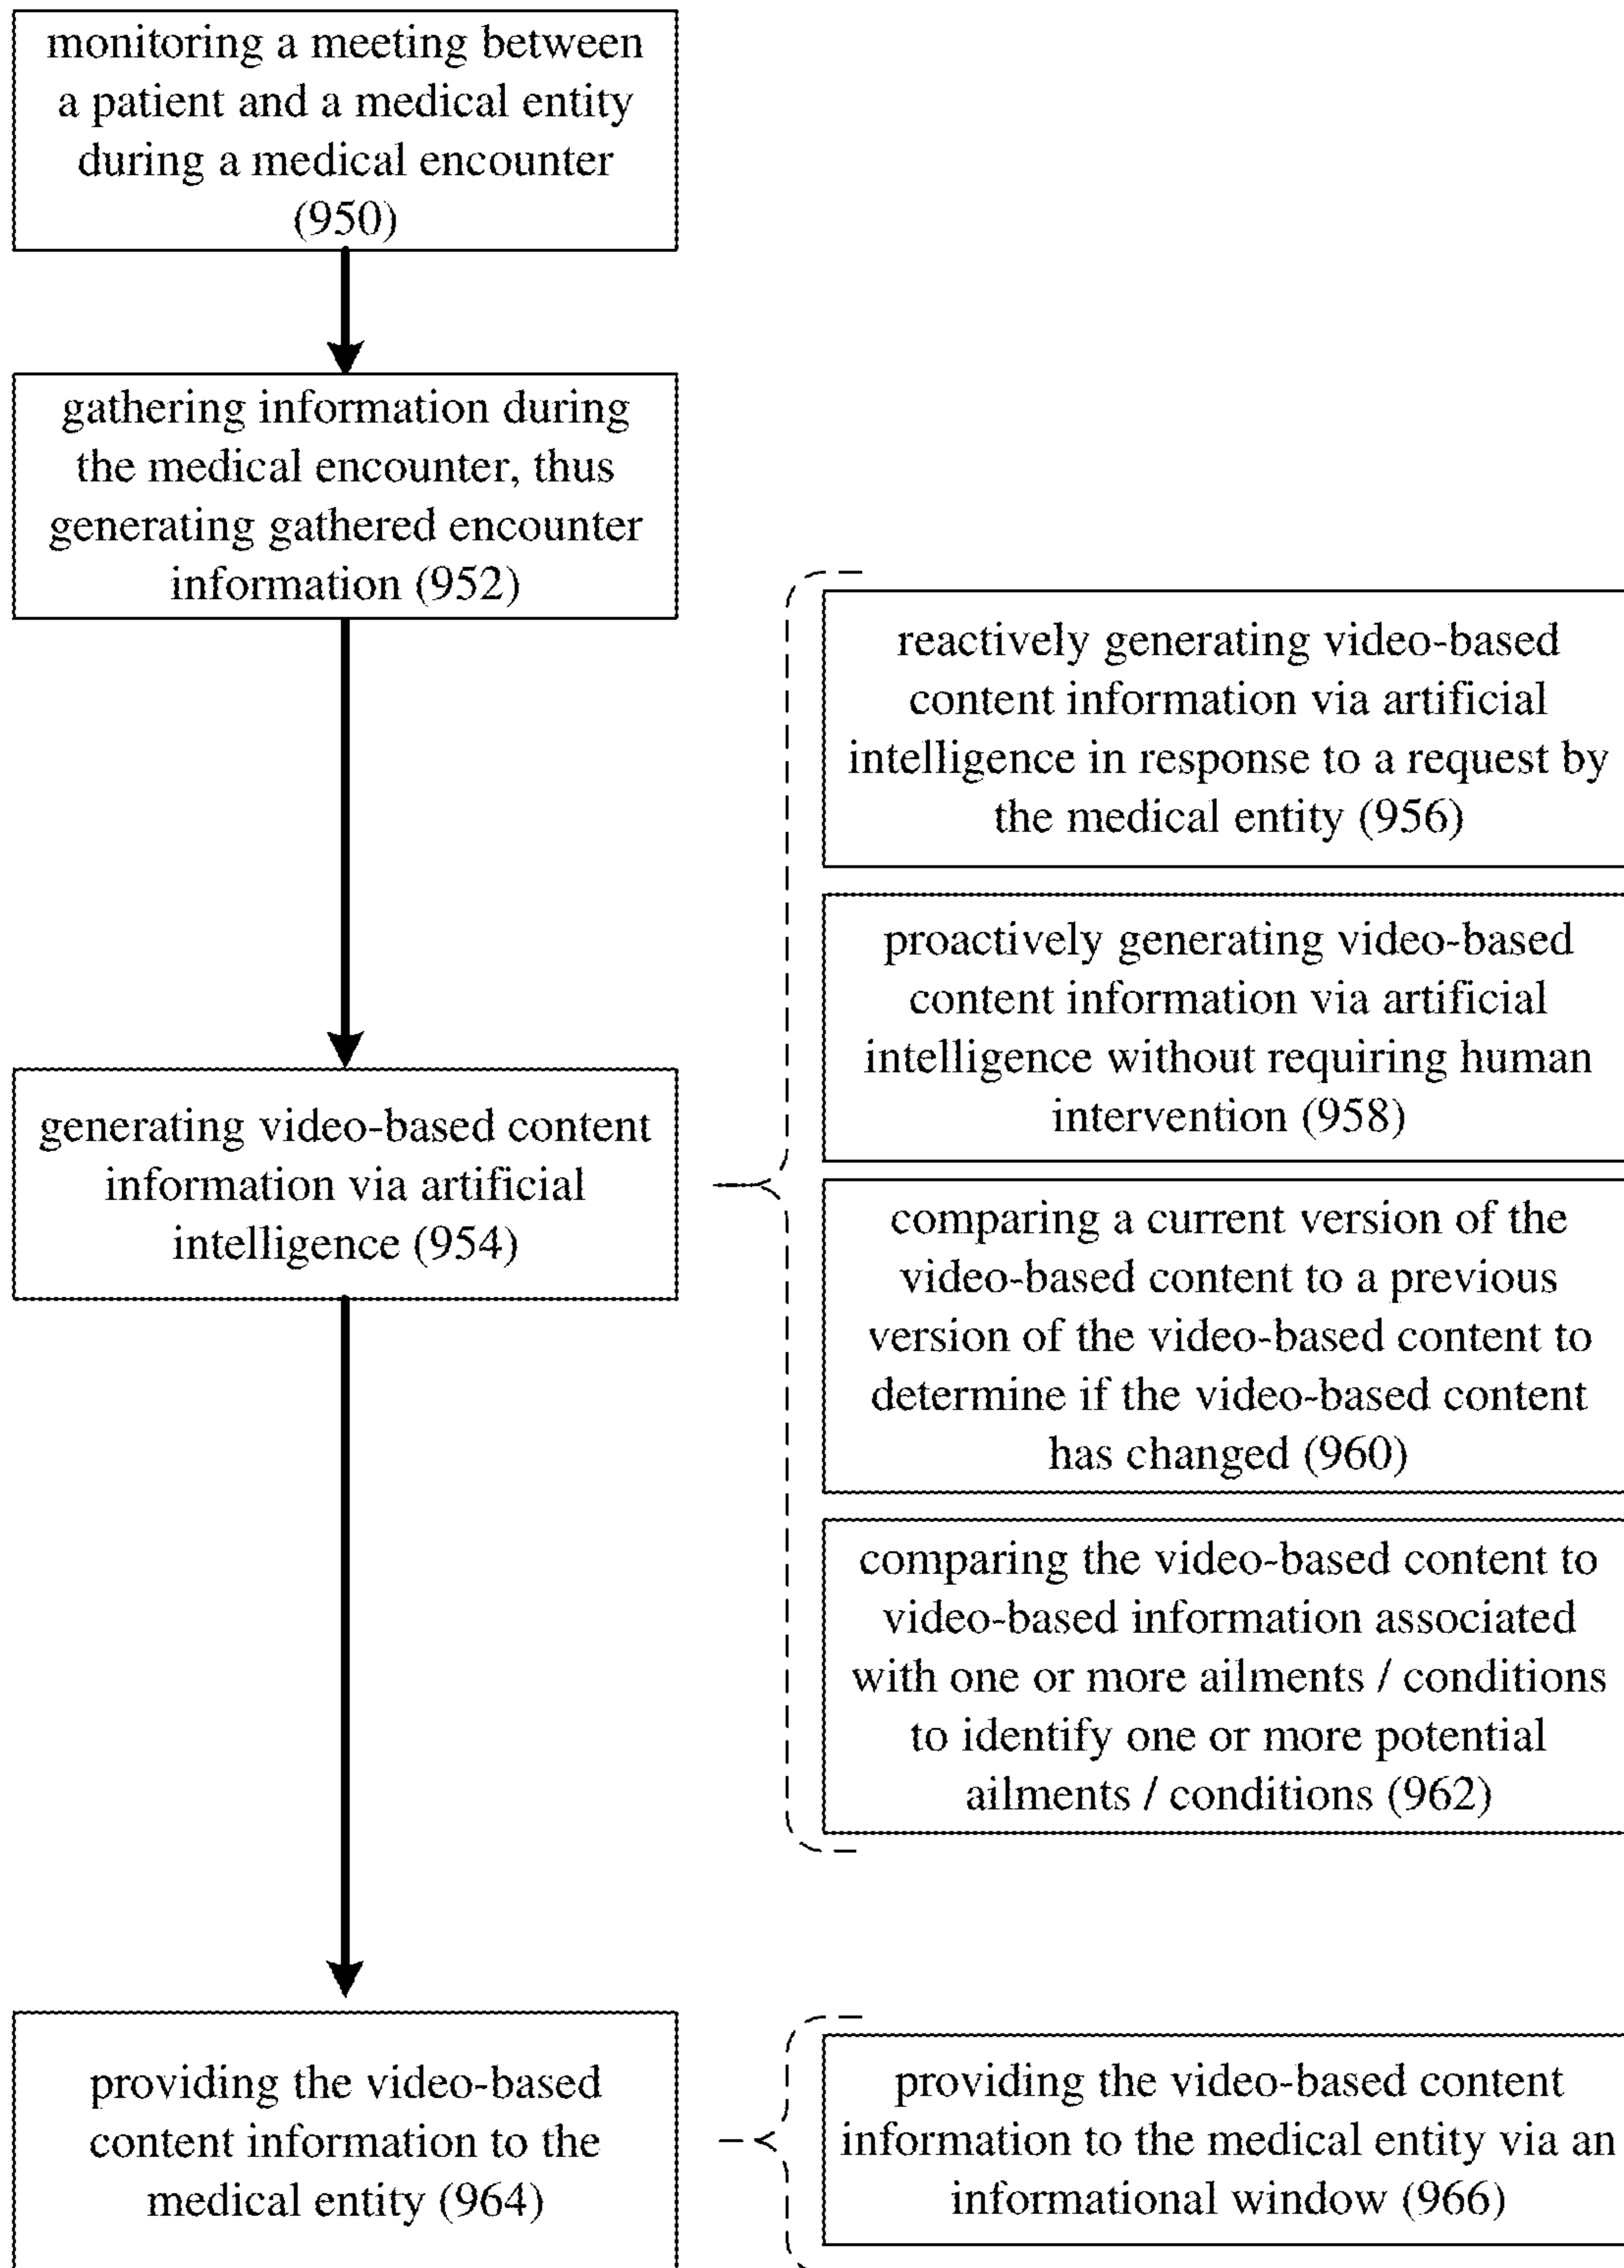 monitoring a meeting between
a patient and a medical entity
during a medical encounter
(950)
gathering information during
the medical encounter, thus
generating gathered encounter
information (952)
generating video-based content
information via artificial
intelligence (954)
reactively generating video-based
content information via artificial
intelligence in response to a request by
the medical entity (956)
proactively generating video-based
content information via artificial
intelligence without requiring human
intervention (958)
comparing a current version of the
video-based content to a previous
version of the video-based content to
determine if the video-based content
has changed (960)
comparing the video-based content to
video-based information associated
with one or more ailments / conditions
to identify one or more potential
ailments / conditions (962)
providing the video-based
content information to the
medical entity (964)
providing the video-based content
information to the medical entity via an
informational window (966)